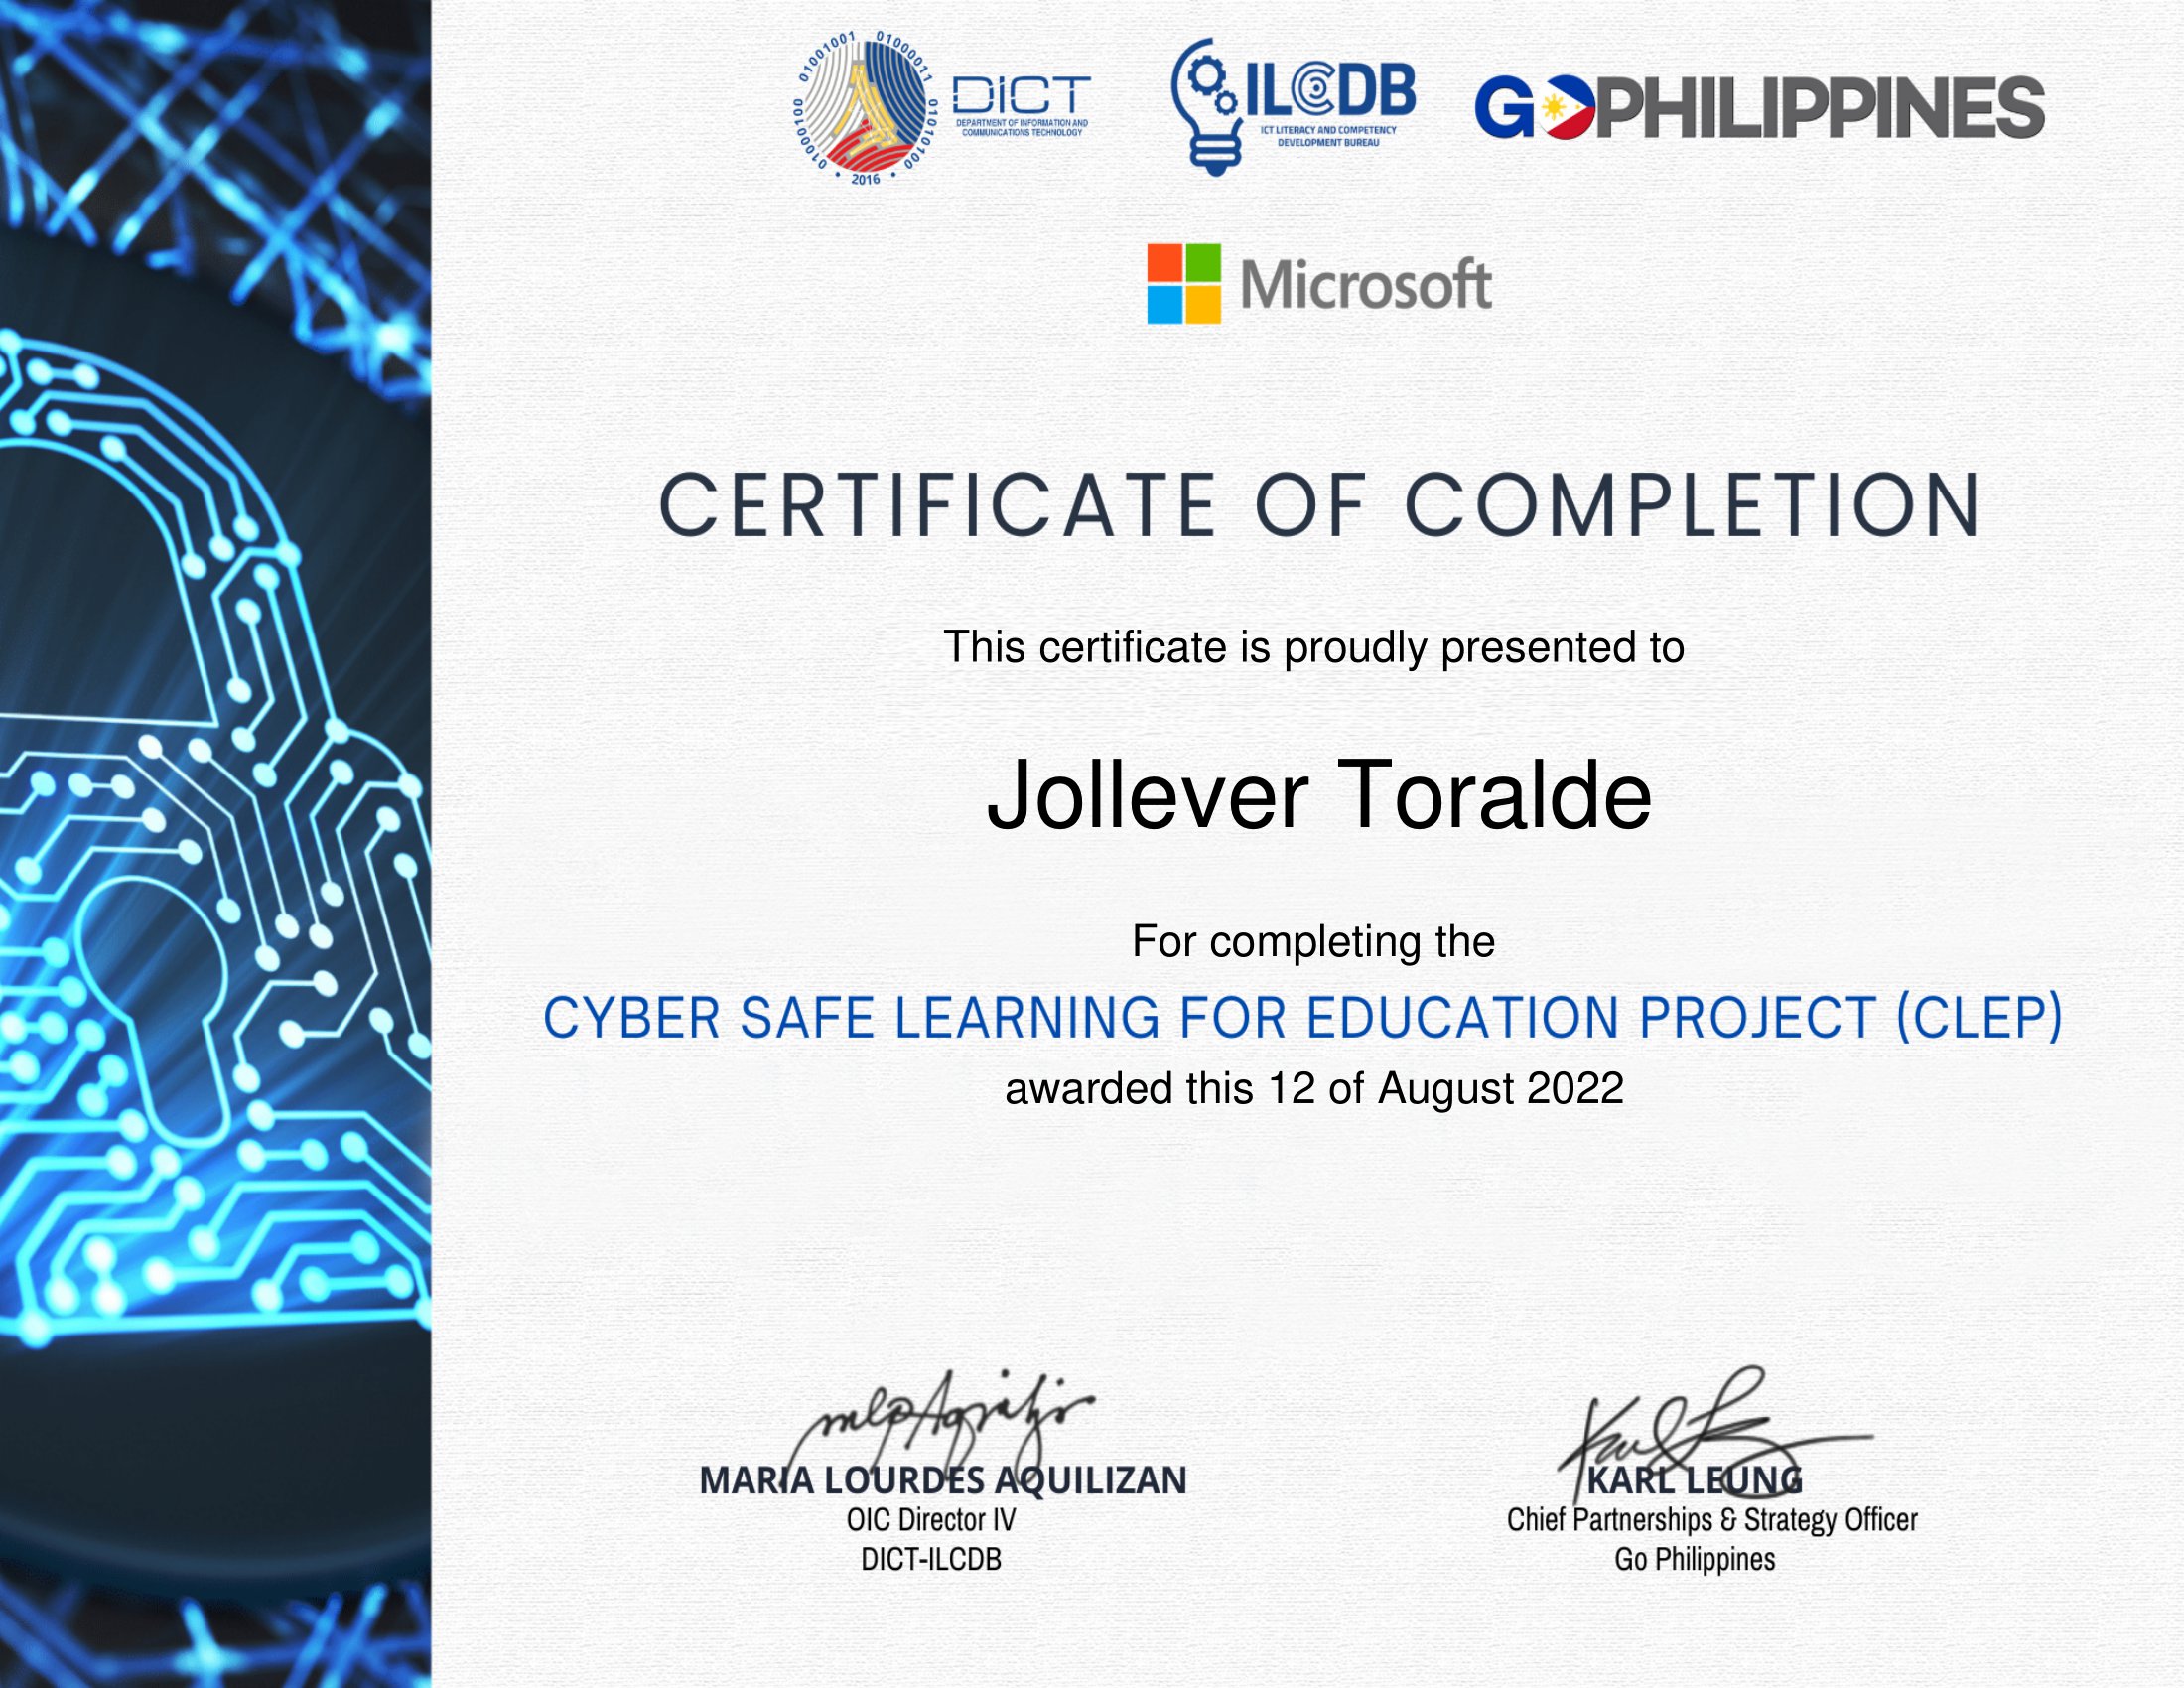 01000100 01001001 01000011 01010100
• 2016 •
DICT
DEPARTMENT OF INFORMATION AND
COMMUNICATIONS TECHNOLOGY
ILCDB
ICT LITERACY AND COMPETENCY
DEVELOPMENT BUREAU
GOPHILIPPINES
Microsoft
CERTIFICATE OF COMPLETION
This certificate is proudly presented to
Jollever Toralde
For completing the
CYBER SAFE LEARNING FOR EDUCATION PROJECT (CLEP)
awarded this 12 of August 2022
MARIA LOURDES AQUILIZAN
OIC Director IV
DICT-ILCDB
KARL LEUNG
Chief Partnerships & Strategy Officer
Go Philippines